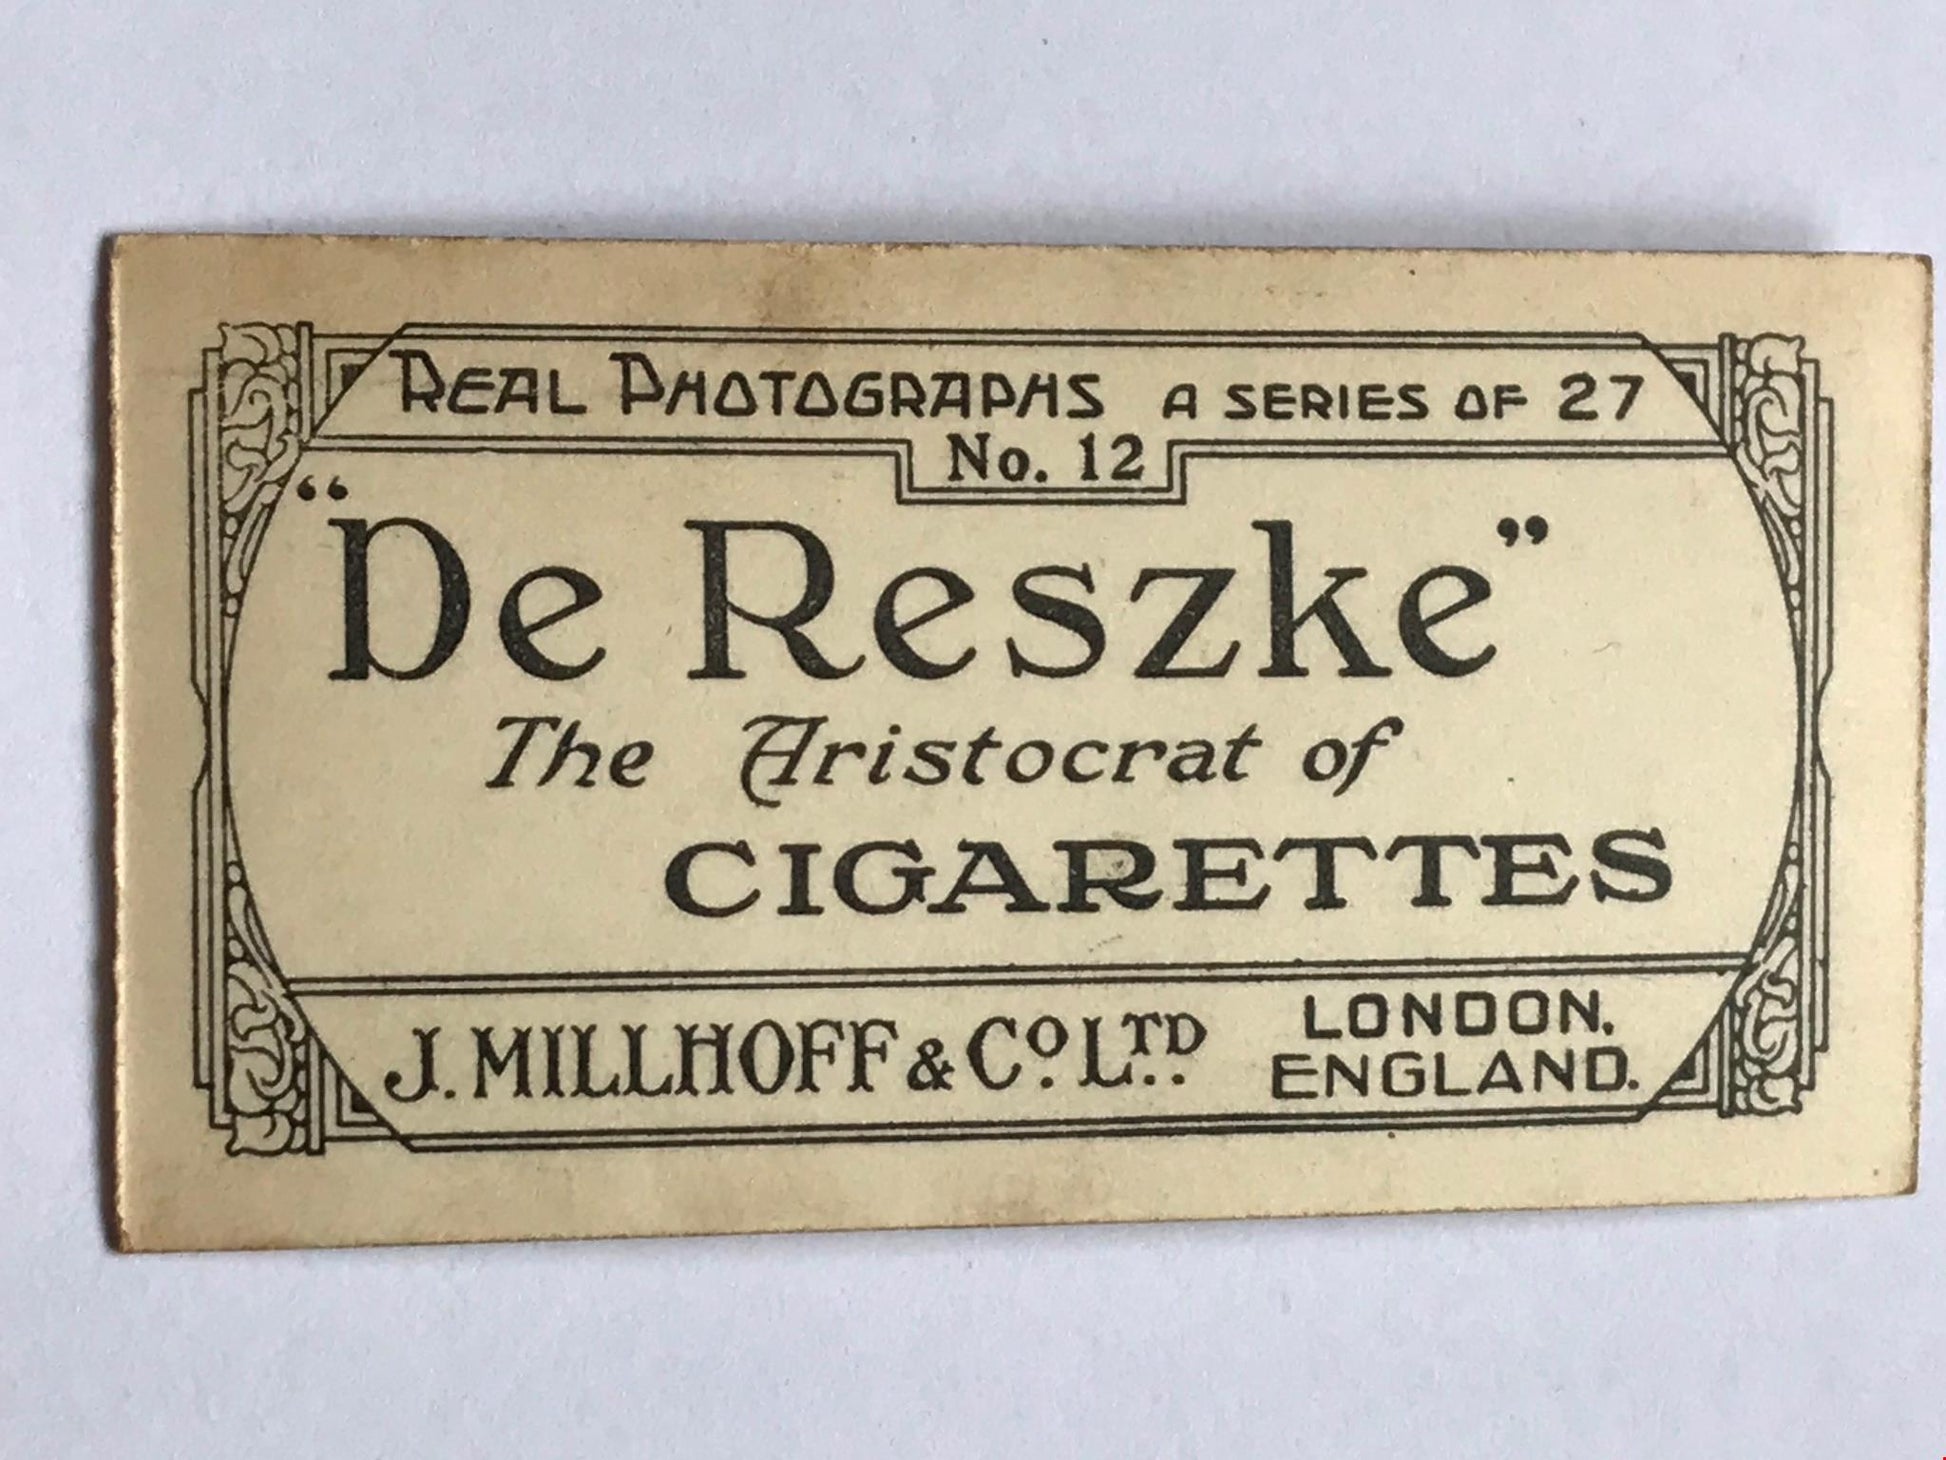 REAL PHOTOGRAPHS A SERIES OF 27
No. 12
“De Reszke”
The Aristocrat of
CIGARETTES
J. MILLHOFF & Co. LTD. LONDON.
ENGLAND.